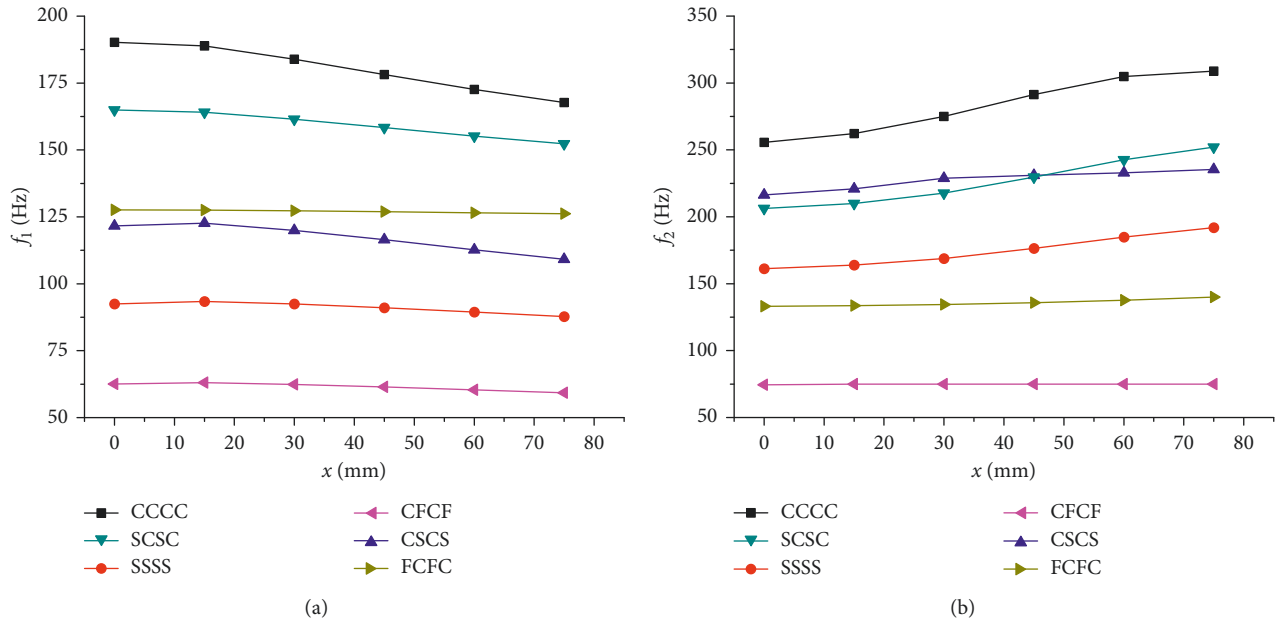 200
175
150
125
100
75
50
f1 (Hz)
0 10 20 30 40 50 60 70 80
x (mm)
CCCC
SCSC
SSSS
CFCF
CSCS
FCFC
(a)
350
300
250
200
150
100
50
f2 (Hz)
0 10 20 30 40 50 60 70 80
x (mm)
CCCC
SCSC
SSSS
CFCF
CSCS
FCFC
(b)